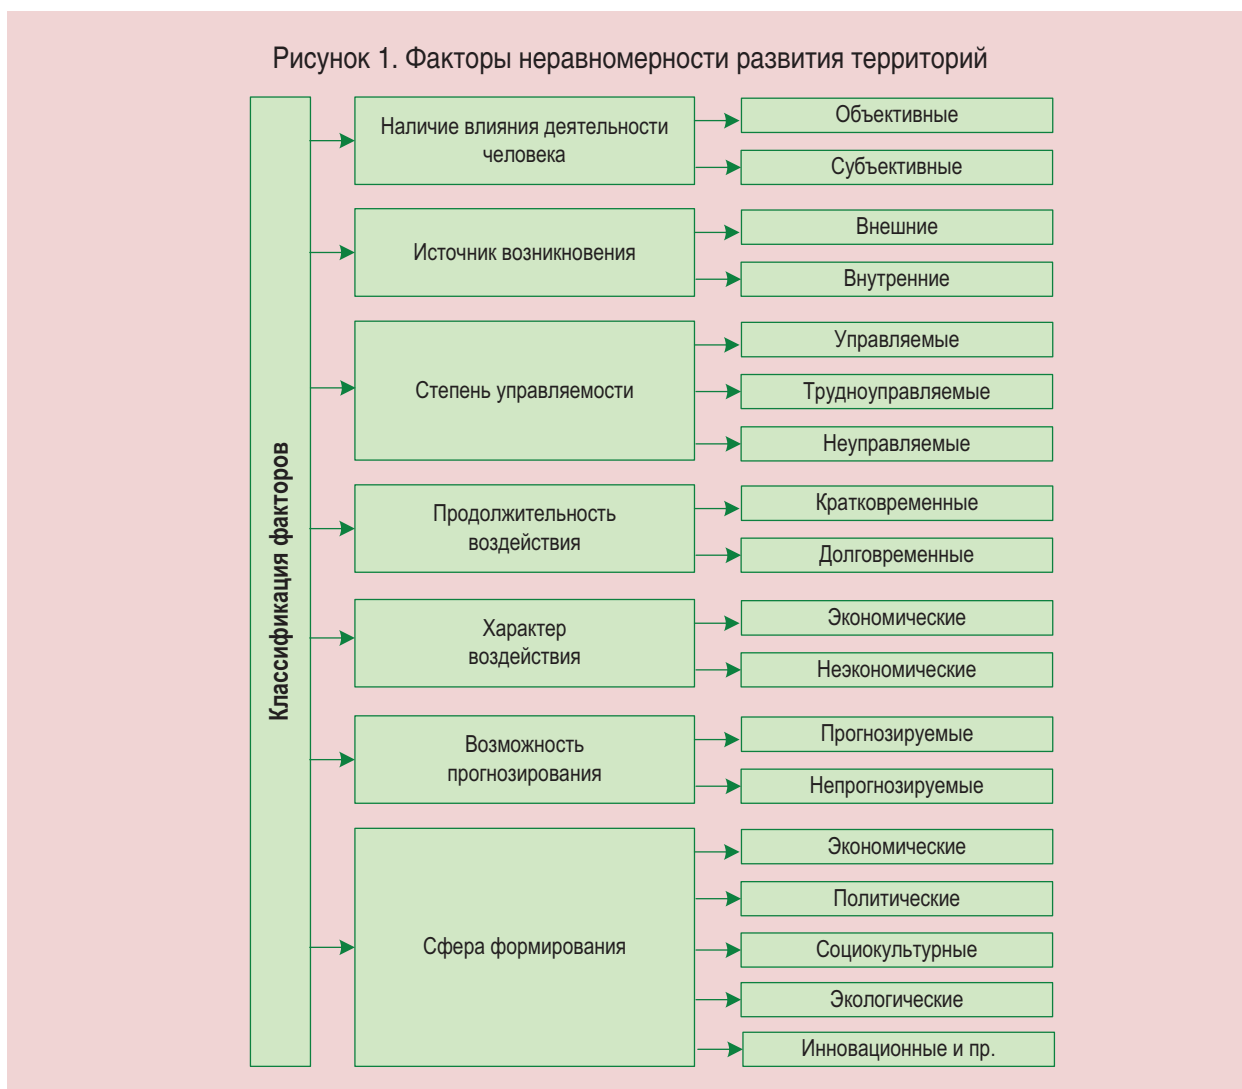 Рисунок 1. Факторы неравномерности развития территорий
Классификация факторов
Наличие влияния деятельности
человека
Объективные
Субъективные
Источник возникновения
Внешние
Внутренние
Степень управляемости
Управляемые
Трудноуправляемые
Неуправляемые
Продолжительность
воздействия
Кратковременные
Долговременные
Характер
воздействия
Экономические
Неэкономические
Возможность
прогнозирования
Прогнозируемые
Непрогнозируемые
Сфера формирования
Экономические
Политические
Социокультурные
Экологические
Инновационные и пр.